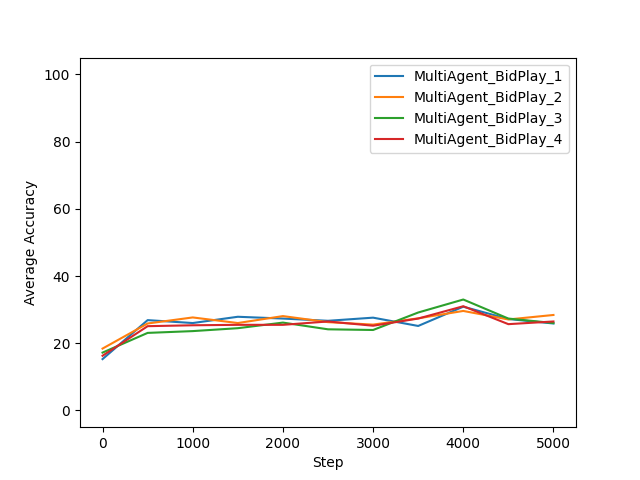 MultiAgent_BidPlay_1
MultiAgent_BidPlay_2
MultiAgent_BidPlay_3
MultiAgent_BidPlay_4
100
80
60
40
20
0
Average Accuracy
0 1000 2000 3000 4000 5000
Step